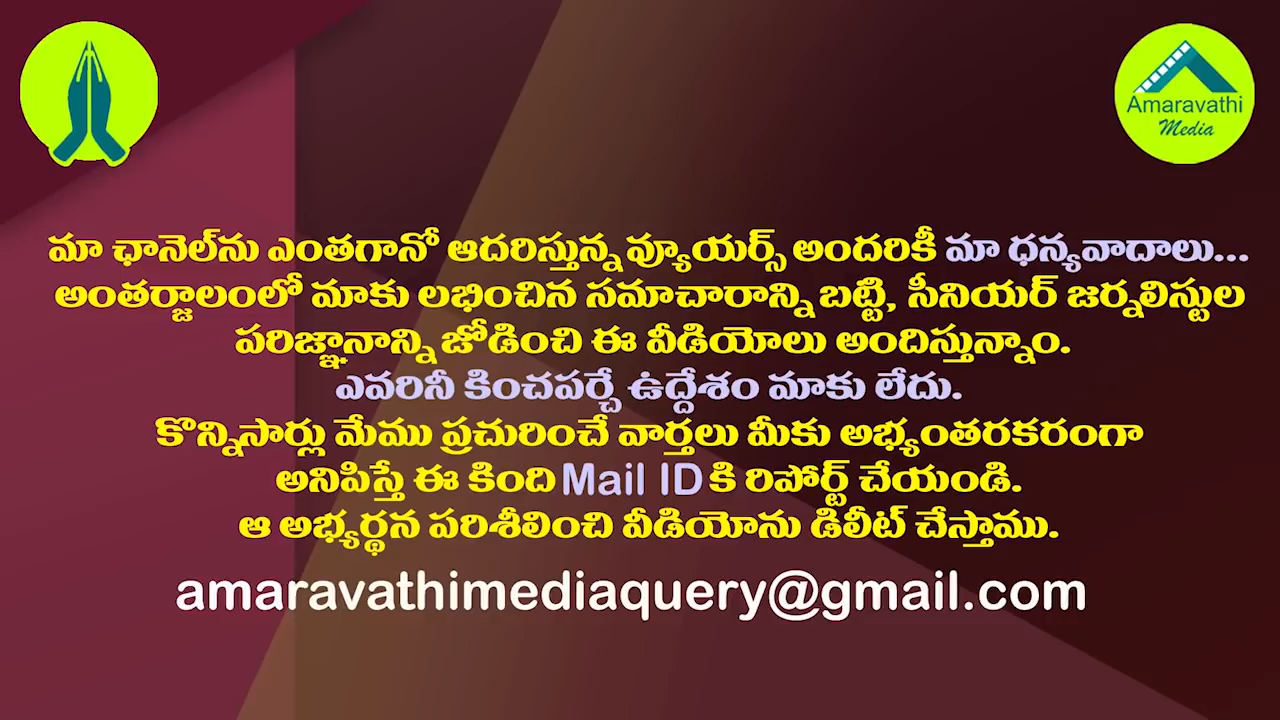 Amaravathi
Media
మా ఛానెల్‌ను ఎంతగానో ఆదరిస్తున్న వ్యూయర్స్ అందరికీ మా ధన్యవాదాలు...
అంతర్జాలంలో మాకు లభించిన సమాచారాన్ని బట్టి, సీనియర్ జర్నలిస్టుల
పరిజ్ఞానాన్ని జోడించి ఈ వీడియోలు అందిస్తున్నాం.
ఎవరినీ కించపర్చే ఉద్దేశం మాకు లేదు.
కొన్నిసార్లు మేము ప్రచురించే వార్తలు మీకు అభ్యంతరకరంగా
అనిపిస్తే ఈ కింది Mail ID కి రిపోర్ట్ చేయండి.
ఆ అభ్యర్థన పరిశీలించి వీడియోను డిలీట్ చేస్తాము.
amaravathimediaquery@gmail.com